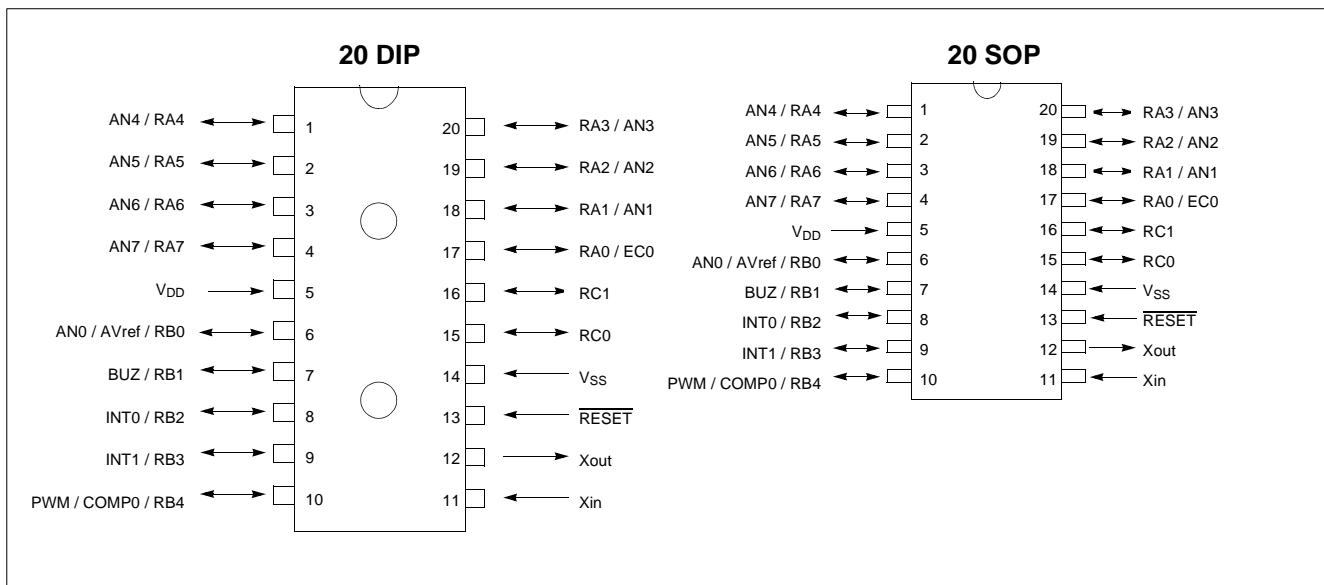 20 DIP
AN4 / RA4
AN5 / RA5
AN6 / RA6
AN7 / RA7
VDD
AN0 / AVref / RB0
BUZ / RB1
INT0 / RB2
INT1 / RB3
PWM / COMP0 / RB4
1
2
3
4
5
6
7
8
9
10
20
19
18
17
16
15
14
13
12
11
RA3 / AN3
RA2 / AN2
RA1 / AN1
RA0 / EC0
RC1
RC0
VSS
RESET
Xout
Xin
20 SOP
AN4 / RA4
AN5 / RA5
AN6 / RA6
AN7 / RA7
VDD
AN0 / AVref / RB0
BUZ / RB1
INT0 / RB2
INT1 / RB3
PWM / COMP0 / RB4
1
2
3
4
5
6
7
8
9
10
20
19
18
17
16
15
14
13
12
11
RA3 / AN3
RA2 / AN2
RA1 / AN1
RA0 / EC0
RC1
RC0
VSS
RESET
Xout
Xin